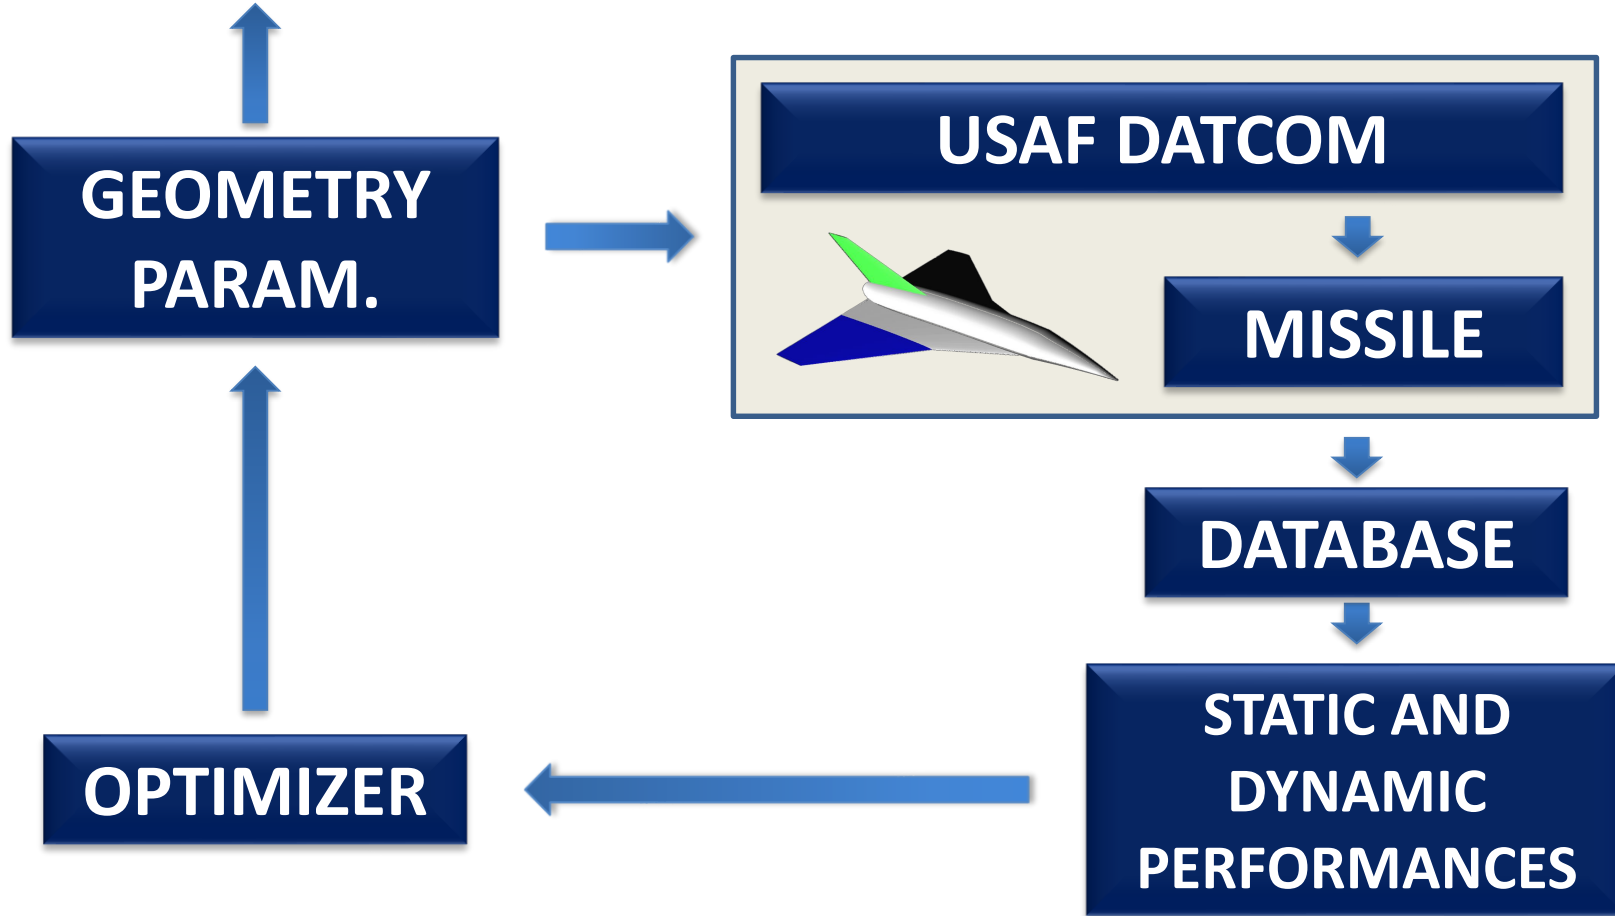 GEOMETRY
PARAM.
USAF DATCOM
MISSILE
DATABASE
STATIC AND
DYNAMIC
PERFORMANCES
OPTIMIZER